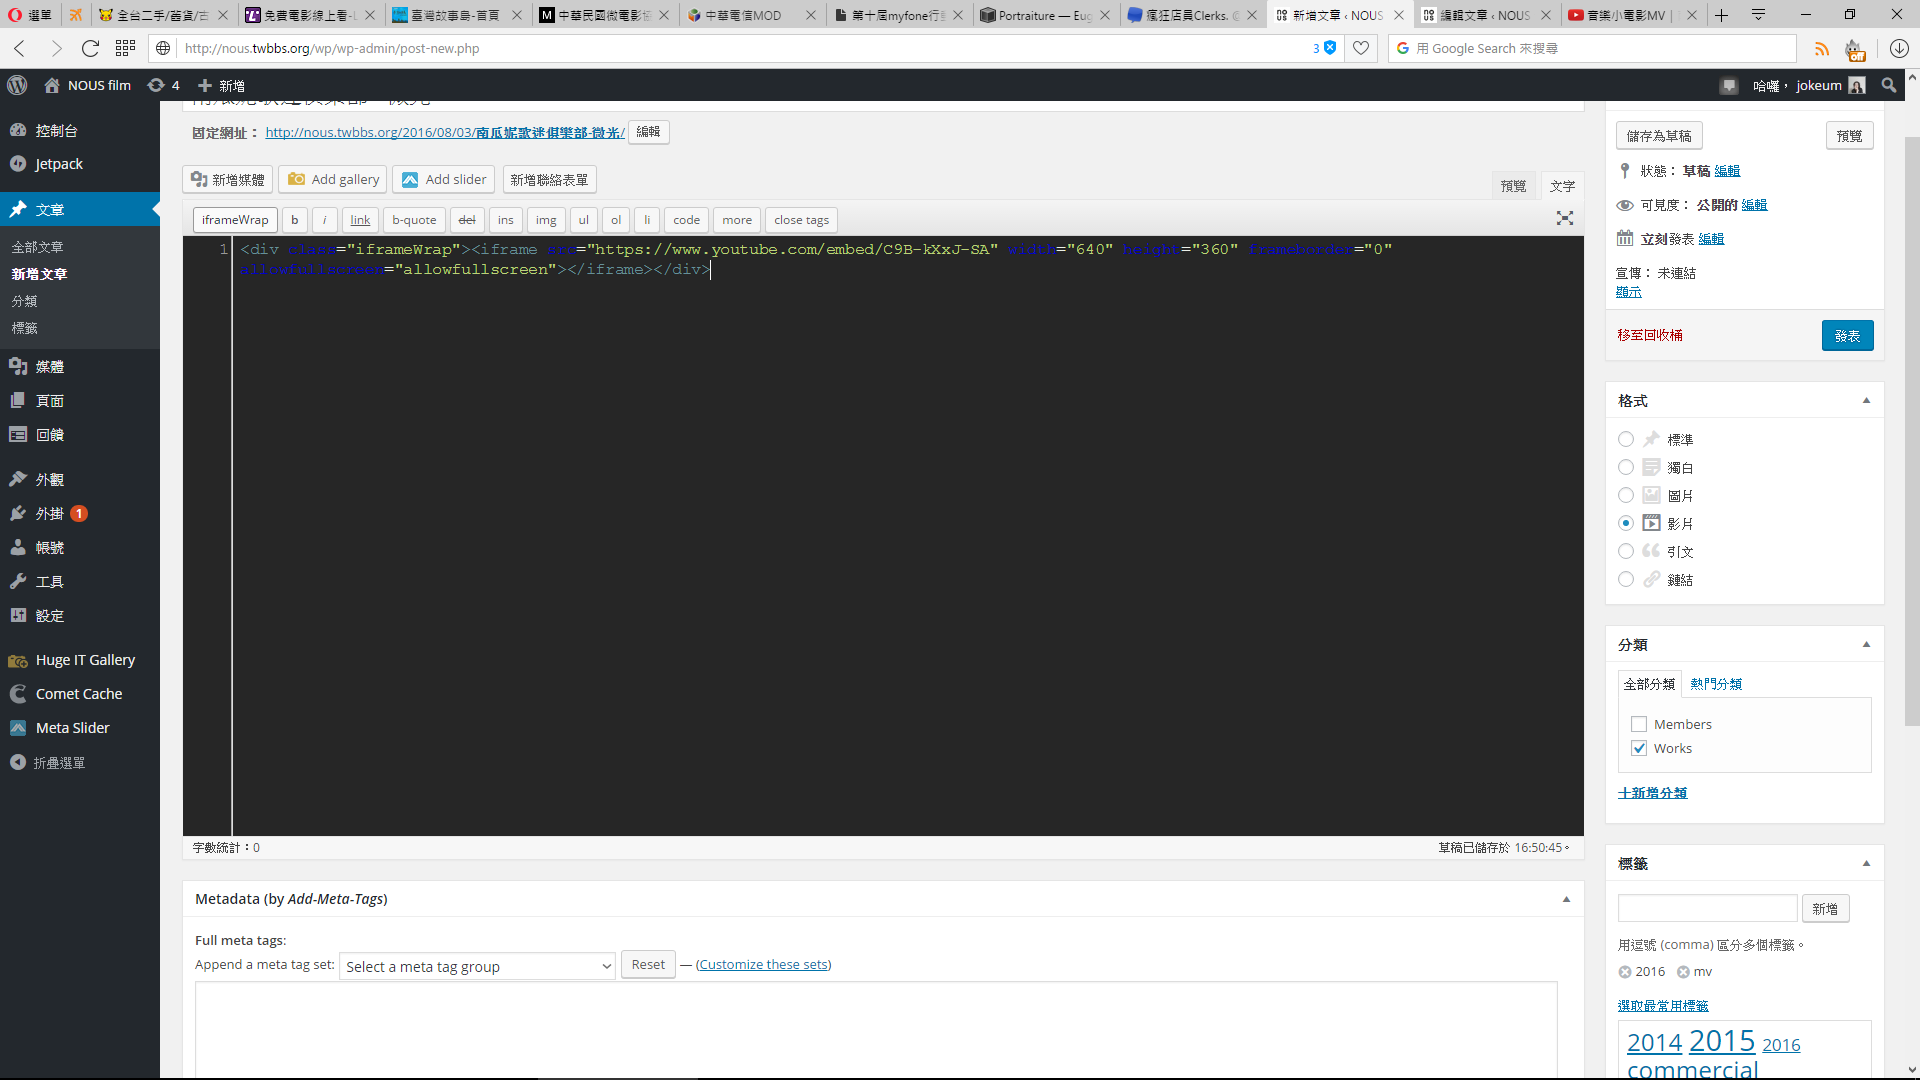 選單
全台二手/舊貨/古
免費電影線上看-L
臺灣故事島-首頁
中華民國微電影協
中華電信MOD
第十屆myfone行動
Portraiture — Eug
瘋狂店員Clerks. @
新增文章 ‹ NOUS
編輯文章 ‹ NOUS
音樂小電影MV |
http://nous.twbbs.org/wp/wp-admin/post-new.php
3
用 Google Search 來搜尋
off
NOUS film
4
新增
哈囉， jokeum
控制台
Jetpack
文章
全部文章
新增文章
分類
標籤
媒體
頁面
回饋
外觀
外掛 1
帳號
工具
設定
Huge IT Gallery
Comet Cache
Meta Slider
折疊選單
固定網址： http://nous.twbbs.org/2016/08/03/南瓜妮歌迷俱樂部-微光/ 編輯
新增媒體
Add gallery
Add slider
新增聯絡表單
預覽
文字
iframeWrap
b
i
link
b-quote
del
ins
img
ul
ol
li
code
more
close tags
1
<div class="iframeWrap"><iframe src="https://www.youtube.com/embed/C9B-kXxJ-SA" width="640" height="360" frameborder="0"
allowfullscreen="allowfullscreen"></iframe></div>
字數統計：0
草稿已儲存於 16:50:45。
Metadata (by Add-Meta-Tags)
Full meta tags:
Append a meta tag set: Select a meta tag group Reset — (Customize these sets)
儲存為草稿
預覽
狀態： 草稿 編輯
可見度： 公開的 編輯
立刻發表 編輯
宣傳： 未連結
顯示
移至回收桶
發表
格式
標準
獨白
圖片
影片
引文
鏈結
分類
全部分類
熱門分類
Members
Works
十新增分類
標籤
新增
用逗號 (comma) 區分多個標籤。
2016
mv
選取最常用標籤
2014 2015 2016
commercial